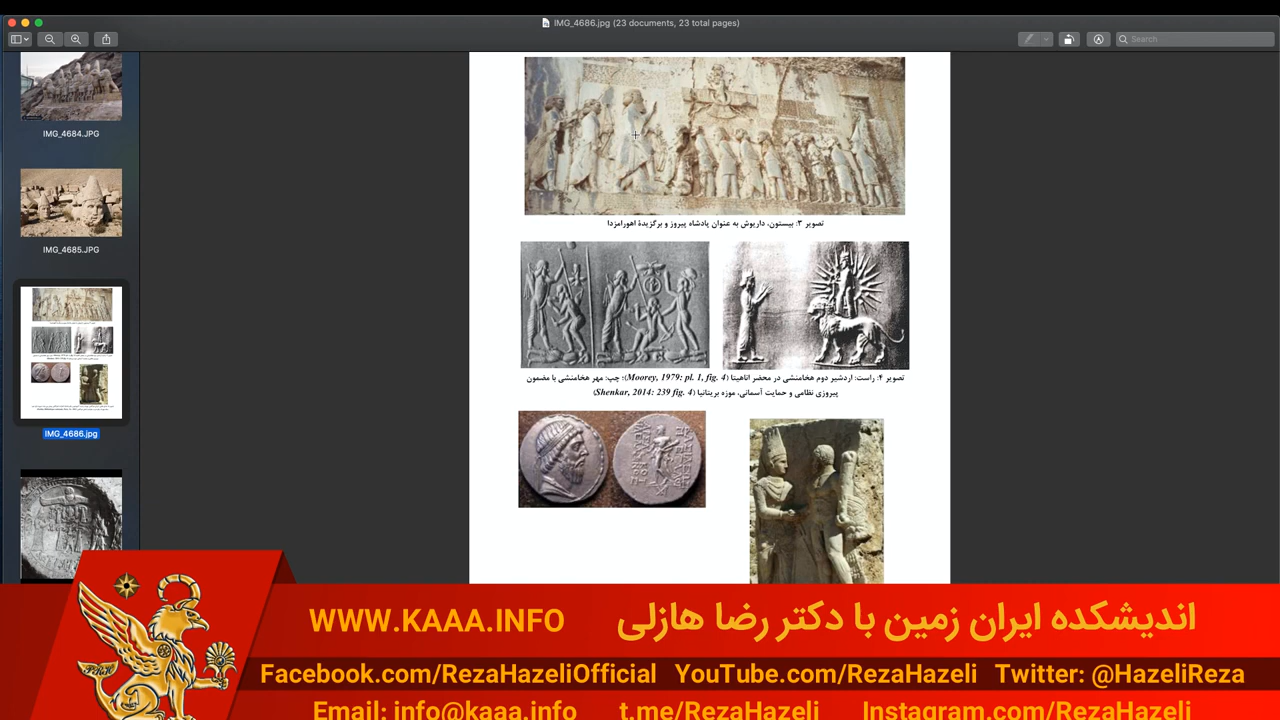 IMG_4686.jpg (23 documents, 23 total pages)
Search
IMG_4684.JPG
IMG_4685.JPG
IMG_4686.jpg
تصویر ۳: بیستون، داریوش به عنوان پادشاه پیروز و برگزیدهٔ اهورامزدا
تصویر ۴: راست: اردشیر دوم هخامنشی در محضر اناهیتا (Moorey, 1979: pl. 1, fig. 4)؛ چپ: مهر هخامنشی با مضمون
پیروزی نظامی و حمایت آسمانی، موزه بریتانیا (Shenkar, 2014: 239 fig. 4)
WWW.KAAA.INFO
اندیشکده ایران زمین با دکتر رضا هازلی
Facebook.com/RezaHazeliOfficial YouTube.com/RezaHazeli Twitter: @HazeliReza
Email: info@kaaa.info t.me/RezaHazeli Instagram.com/RezaHazeli